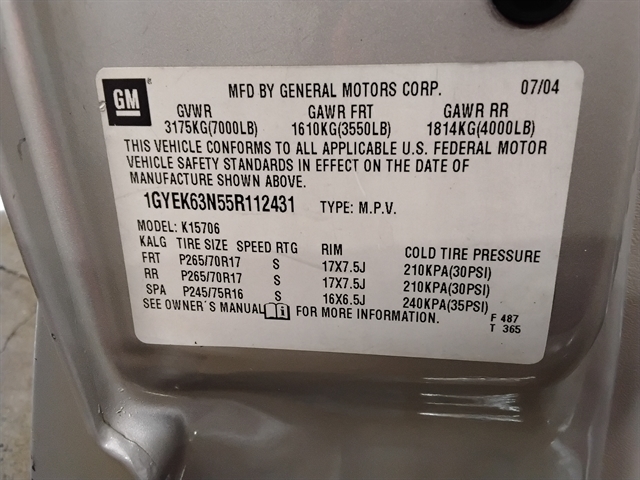 GM
MFD BY GENERAL MOTORS CORP. 07/04
GVWR GAWR FRT GAWR RR
3175KG(7000LB) 1610KG(3550LB) 1814KG(4000LB)
THIS VEHICLE CONFORMS TO ALL APPLICABLE U.S. FEDERAL MOTOR
VEHICLE SAFETY STANDARDS IN EFFECT ON THE DATE OF
MANUFACTURE SHOWN ABOVE.
1GYEK63N55R112431 TYPE: M.P.V.
MODEL: K15706
KALG TIRE SIZE SPEED RTG RIM COLD TIRE PRESSURE
FRT P265/70R17 S 17X7.5J 210KPA(30PSI)
RR P265/70R17 S 17X7.5J 210KPA(30PSI)
SPA P245/75R16 S 16X6.5J 240KPA(35PSI)
SEE OWNER'S MANUAL i FOR MORE INFORMATION.
F 487
T 365